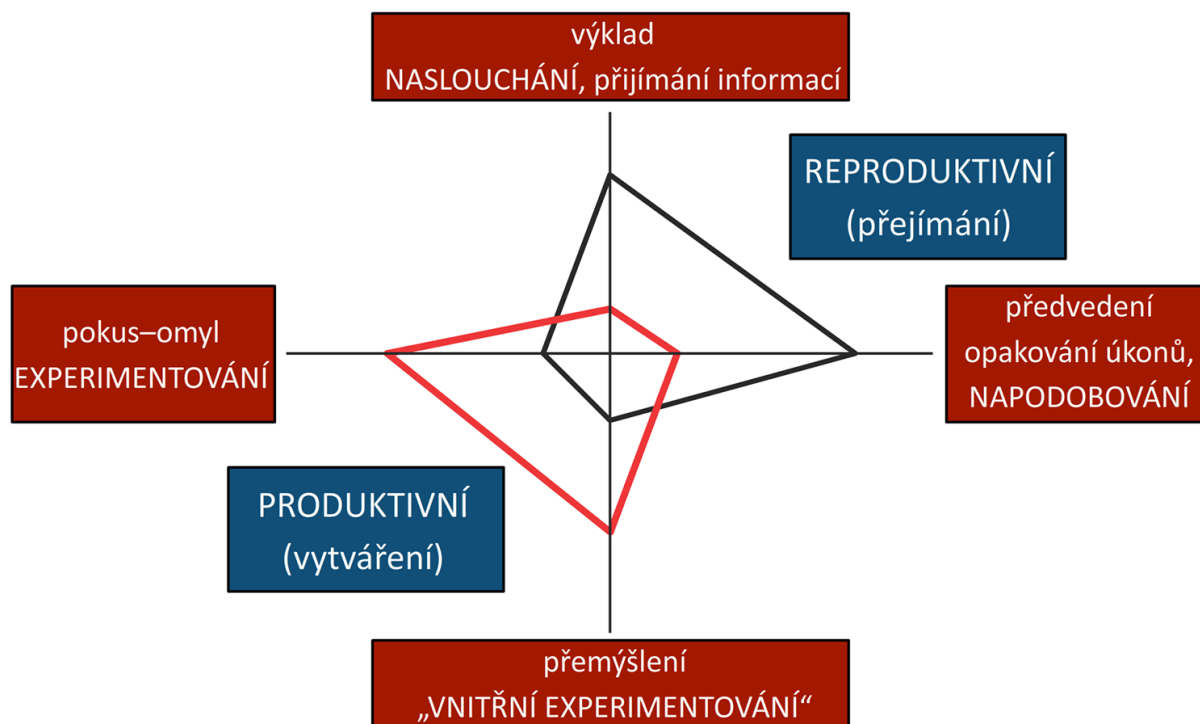 výklad
NASLOUCHÁNÍ, přijímání informací
REPRODUKTIVNÍ
(přejímání)
pokus–omyl
EXPERIMENTOVÁNÍ
předvedení
opakování úkonů,
NAPODOBOVÁNÍ
PRODUKTIVNÍ
(vytváření)
přemýšlení
„VNITŘNÍ EXPERIMENTOVÁNÍ“